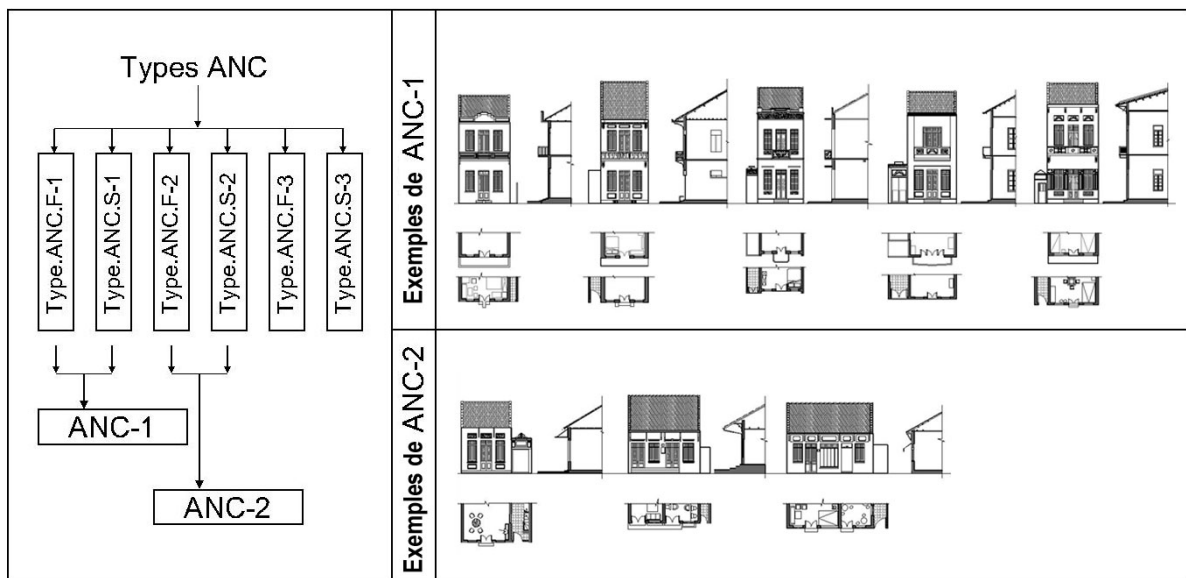 Types ANC
Type.ANC.F-1
Type.ANC.S-1
Type.ANC.F-2
Type.ANC.S-2
Type.ANC.F-3
Type.ANC.S-3
ANC-1
ANC-2
Exemples de ANC-1
Exemples de ANC-2